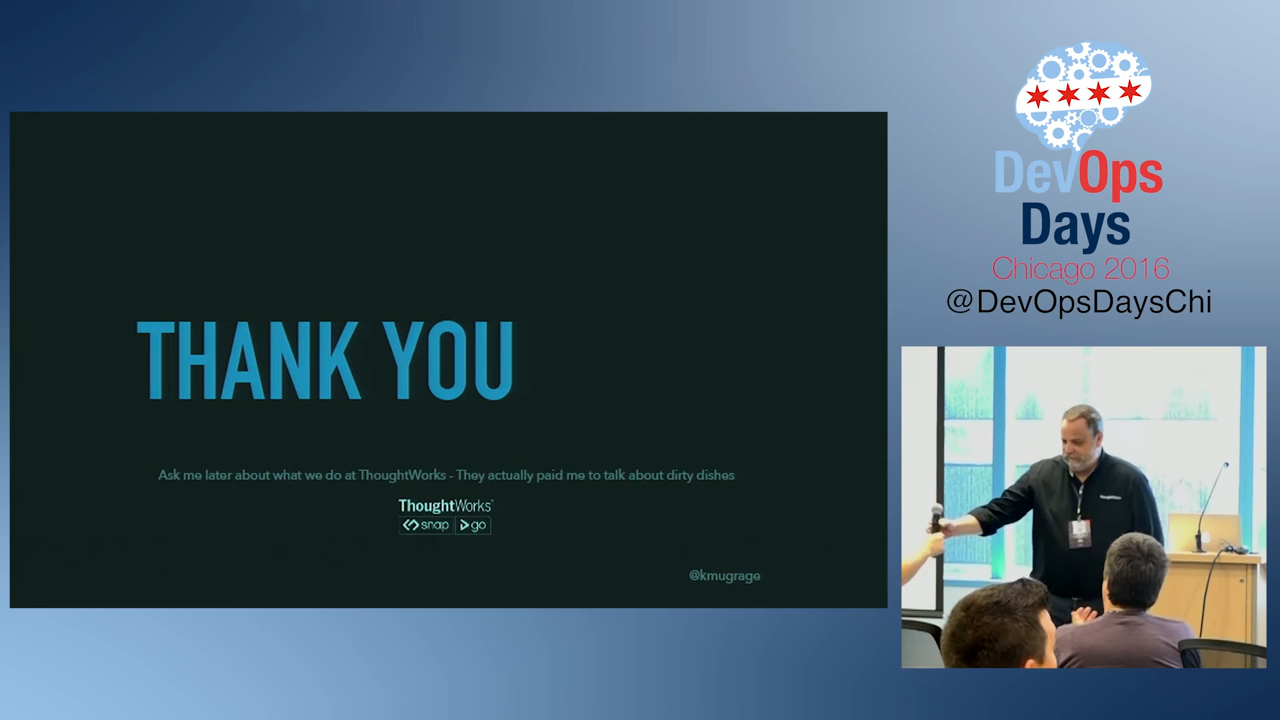 THANK YOU
Ask me later about what we do at ThoughtWorks - They actually paid me to talk about dirty dishes
ThoughtWorks®
snap go
@kmugrage
DevOps
Days
Chicago 2016
@DevOpsDaysChi
ThoughtWorks